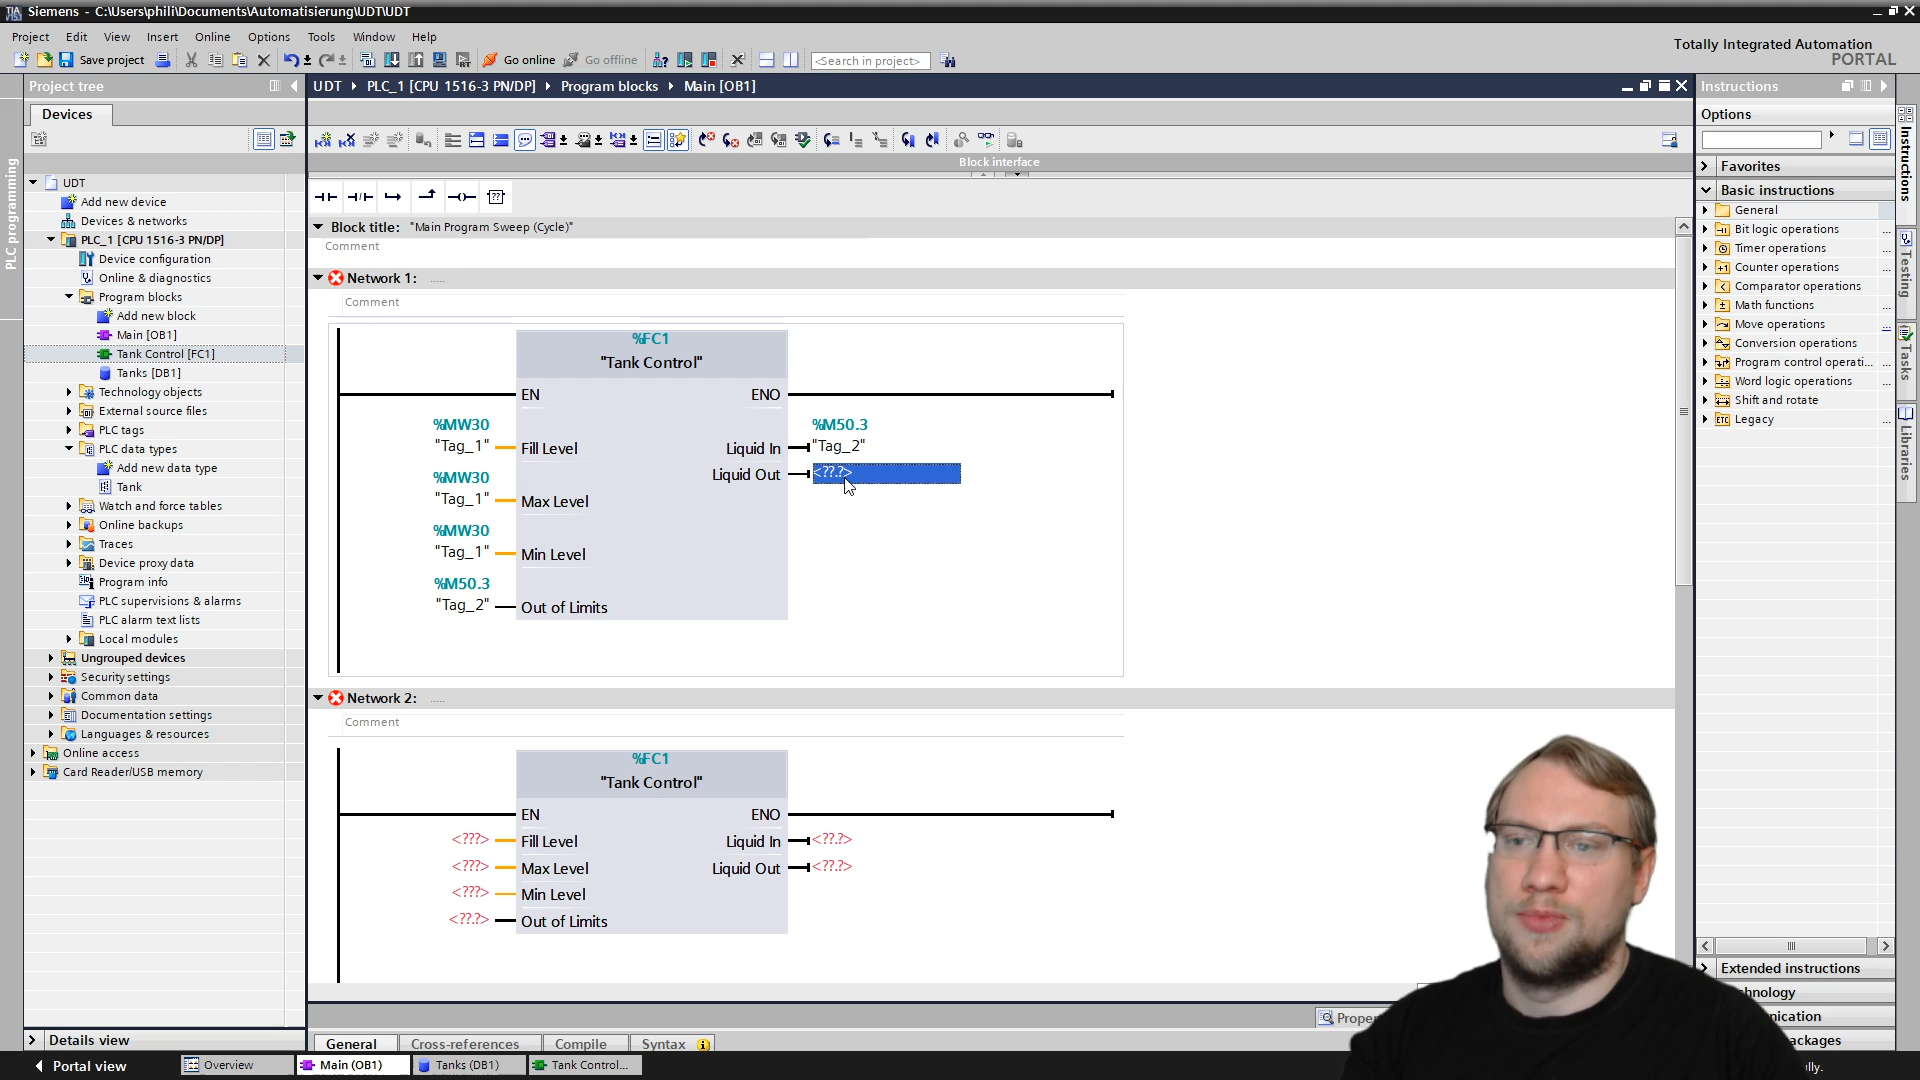 Siemens - C:\Users\phili\Documents\Automatisierung\UDT\UDT
Project Edit View Insert Online Options Tools Window Help
Totally Integrated Automation
PORTAL
Save project
Go online
Go offline
<Search in project>
Project tree
Devices
PLC programming
UDT
Add new device
Devices & networks
PLC_1 [CPU 1516-3 PN/DP]
Device configuration
Online & diagnostics
Program blocks
Add new block
Main [OB1]
Tank Control [FC1]
Tanks [DB1]
Technology objects
External source files
PLC tags
PLC data types
Add new data type
Tank
Watch and force tables
Online backups
Traces
Device proxy data
Program info
PLC supervisions & alarms
PLC alarm text lists
Local modules
Ungrouped devices
Security settings
Common data
Documentation settings
Languages & resources
Online access
Card Reader/USB memory
Details view
UDT PLC_1 [CPU 1516-3 PN/DP] Program blocks Main [OB1]
Block interface
Block title: "Main Program Sweep (Cycle)"
Comment
Network 1: .....
Comment
%FC1
"Tank Control"
EN ENO
%MW30
"Tag_1" Fill Level
%MW30
"Tag_1" Max Level
%MW30
"Tag_1" Min Level
%M50.3
"Tag_2" Out of Limits
%M50.3
Liquid In "Tag_2"
Liquid Out <??.?>
Network 2: .....
Comment
%FC1
"Tank Control"
EN ENO
<???> Fill Level Liquid In <??.?>
<???> Max Level Liquid Out <??.?>
<???> Min Level
<??.?> Out of Limits
General Cross-references Compile Syntax
Instructions
Options
Favorites
Basic instructions
General
Bit logic operations ...
Timer operations ...
Counter operations ...
Comparator operations ...
Math functions ...
Move operations ...
Conversion operations ...
Program control operati... ...
Word logic operations ...
Shift and rotate ...
Legacy ...
Extended instructions
Instructions
Testing
Tasks
Libraries
Portal view
Overview
Main (OB1)
Tanks (DB1)
Tank Control...